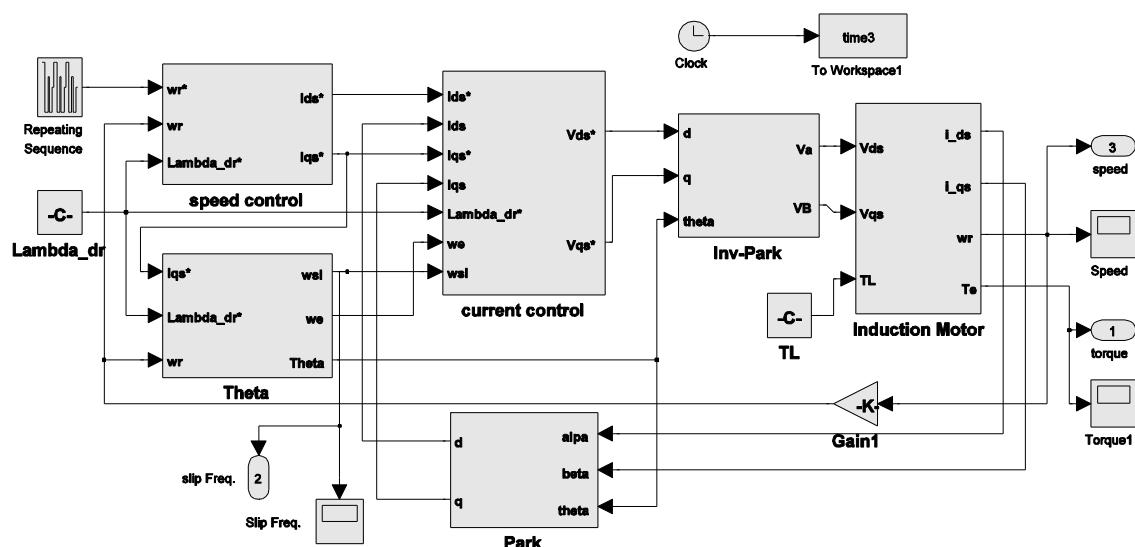 Clock
time3
To Workspace1
Repeating
Sequence
wr*
wr
Lambda_dr*
Ids*
Iqs*
speed control
-C-
Lambda_dr
Iqs*
Lambda_dr*
wr
wsl
we
Theta
Theta
Ids*
Ids
Iqs*
Iqs
Lambda_dr*
we
wsl
Vds*
Vqs*
current control
d
q
theta
Va
VB
Inv-Park
Vds
Vqs
TL
i_ds
i_qs
wr
Te
Induction Motor
-C-
TL
3
speed
Speed
1
torque
Torque1
-K-
Gain1
d
q
alpa
beta
theta
Park
slip Freq.
2
Slip Freq.